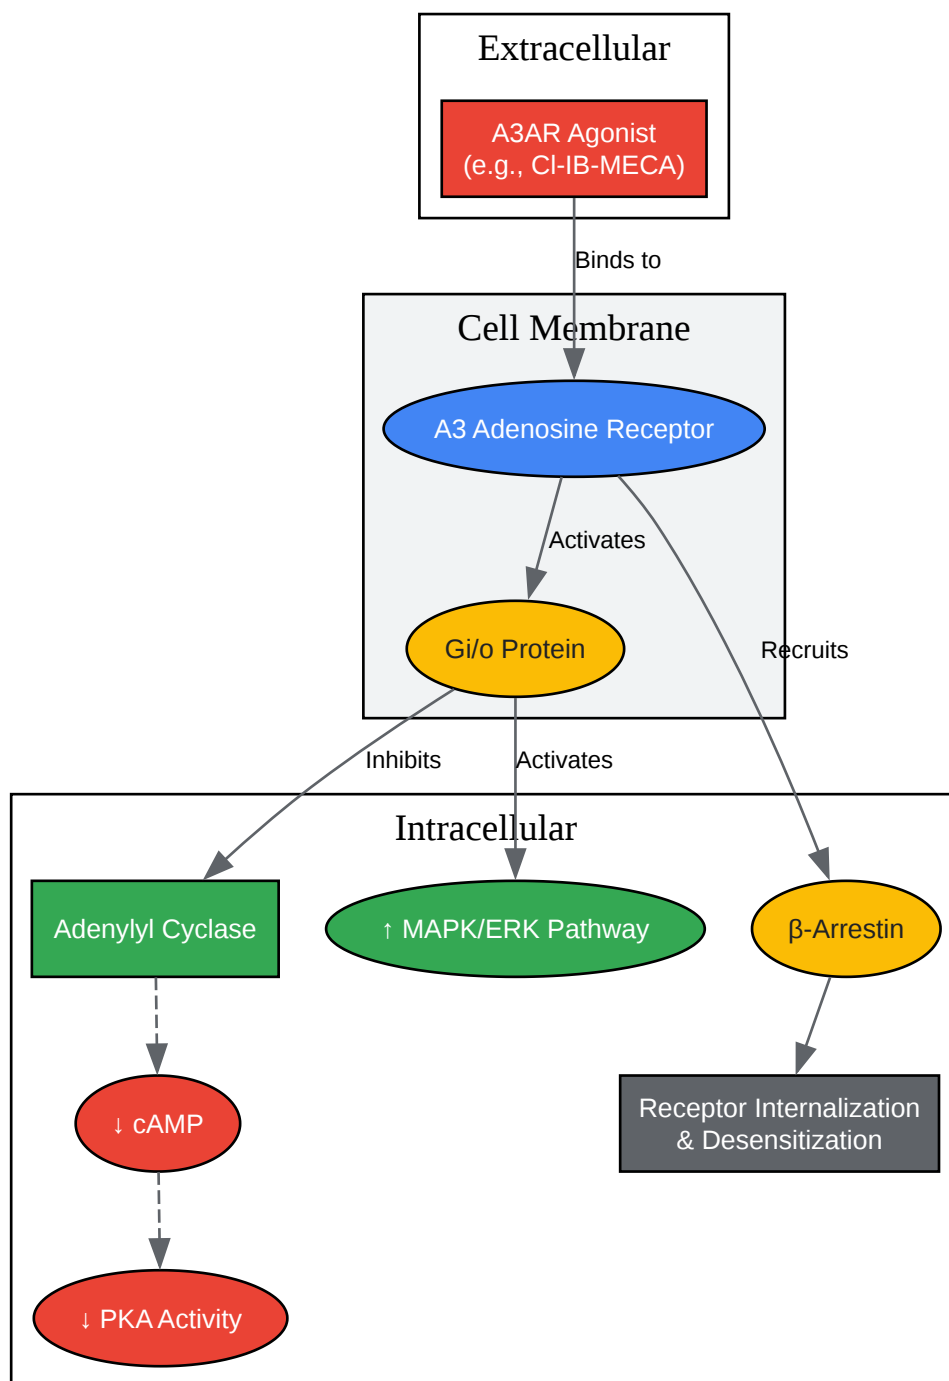 Extracellular
A3AR Agonist
(e.g., Cl-IB-MECA)
Binds to
Cell Membrane
A3 Adenosine Receptor
Activates
Gi/o Protein
Recruits
Inhibits
Activates
Intracellular
Adenylyl Cyclase
↑ MAPK/ERK Pathway
β-Arrestin
↓ cAMP
Receptor Internalization
& Desensitization
↓ PKA Activity